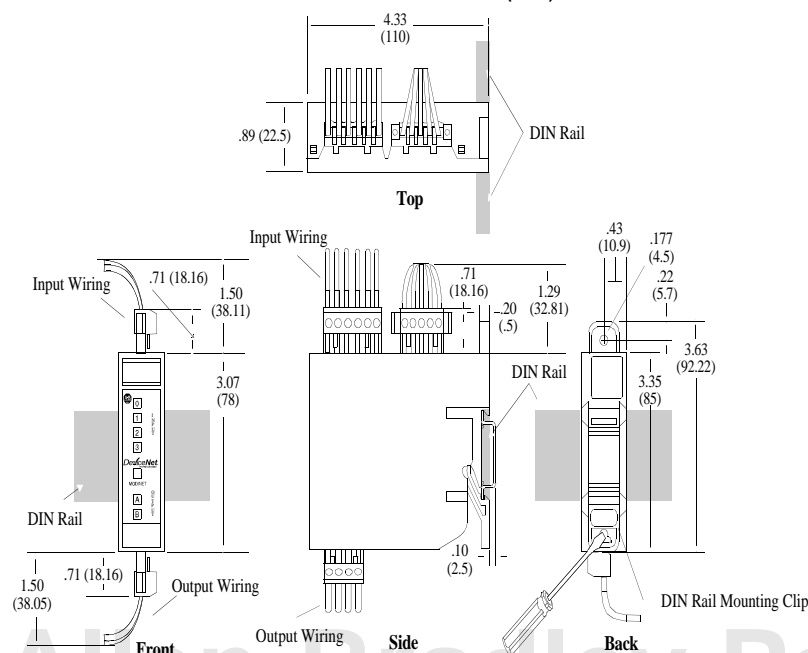 4.33
(110)
.89 (22.5)
DIN Rail
Top
Input Wiring
.71 (18.16)
1.50
(38.11)
3.07
(78)
0
1
2
3
DeviceNet
MOD/NET
A
B
DIN Rail
1.50
(38.05)
.71 (18.16)
Output Wiring
Front
Input Wiring
.71
(18.16)
.20
(.5)
1.29
(32.81)
DIN Rail
.10
(2.5)
Output Wiring
Side
.43
(10.9)
.177
(4.5)
.22
(5.7)
3.63
(92.22)
3.35
(85)
DIN Rail Mounting Clip
Back